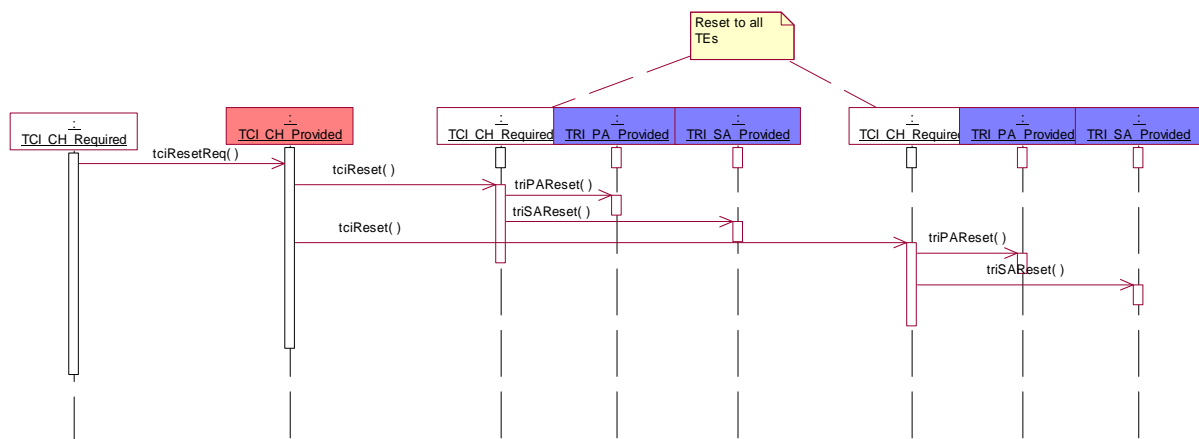 Reset to all
TEs
:
TCI_CH_Required
:
TCI_CH_Provided
:
TCI_CH_Required
:
TRI_PA_Provided
:
TRI_SA_Provided
:
TCI_CH_Required
:
TRI_PA_Provided
:
TRI_SA_Provided
tciResetReq( )
tciReset( )
triPAReset( )
triSAReset( )
tciReset( )
triPAReset( )
triSAReset( )